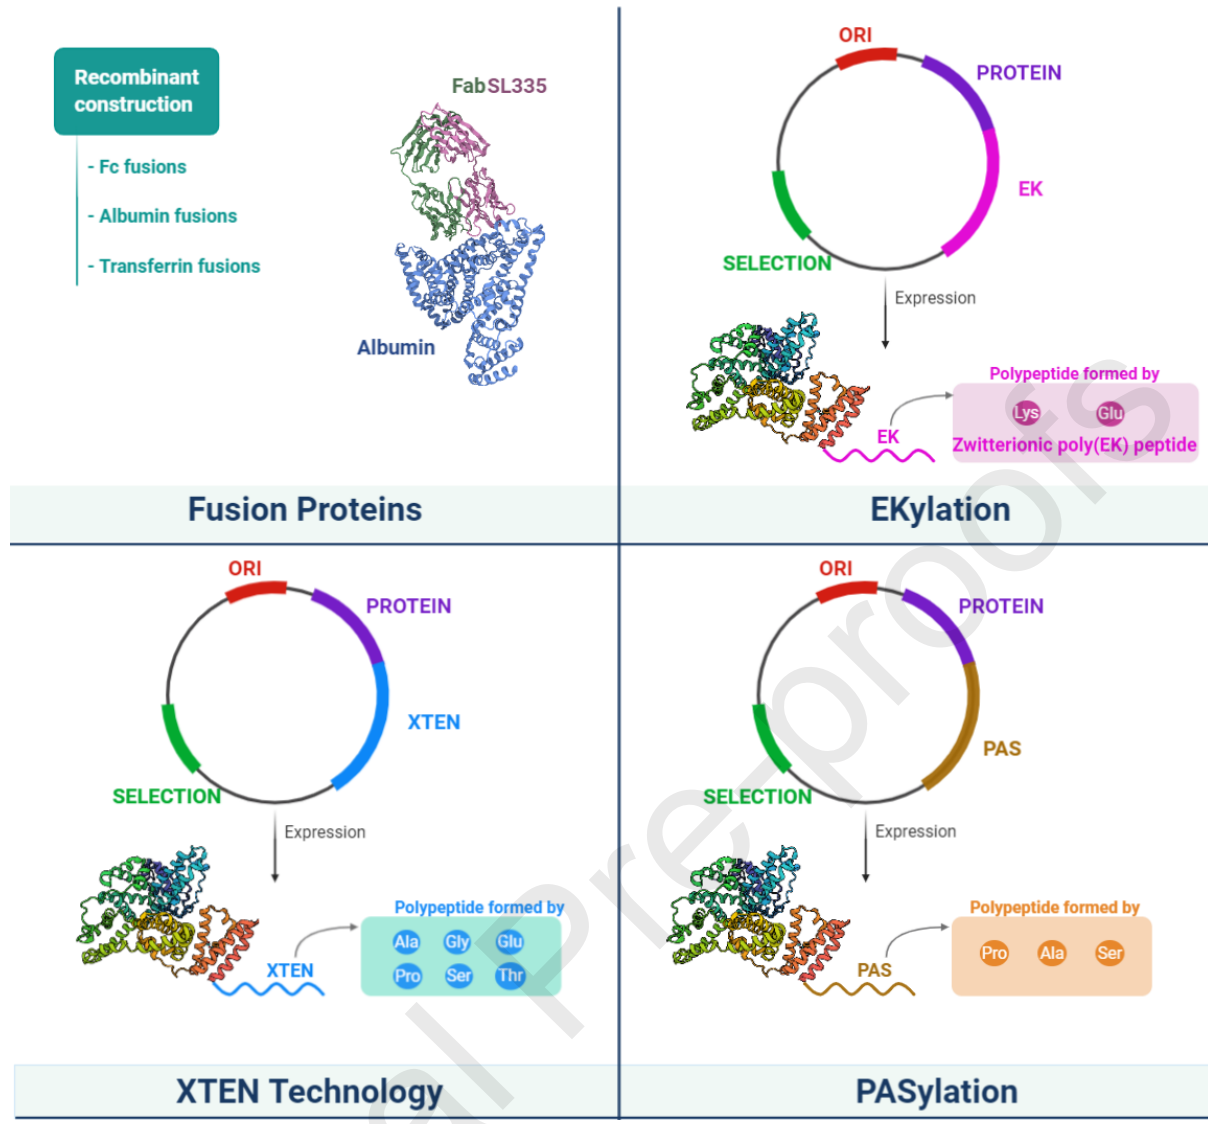 Recombinant
construction
- Fc fusions
- Albumin fusions
- Transferrin fusions
FabSL335
Albumin
Fusion Proteins
ORI
PROTEIN
EK
SELECTION
Expression
EK
Polypeptide formed by
Lys Glu
Zwitterionic poly(EK) peptide
EKylation
ORI
PROTEIN
XTEN
SELECTION
Expression
XTEN
Polypeptide formed by
Ala Gly Glu
Pro Ser Thr
XTEN Technology
ORI
PROTEIN
PAS
SELECTION
Expression
PAS
Polypeptide formed by
Pro Ala Ser
PASylation
al Pre-proofs